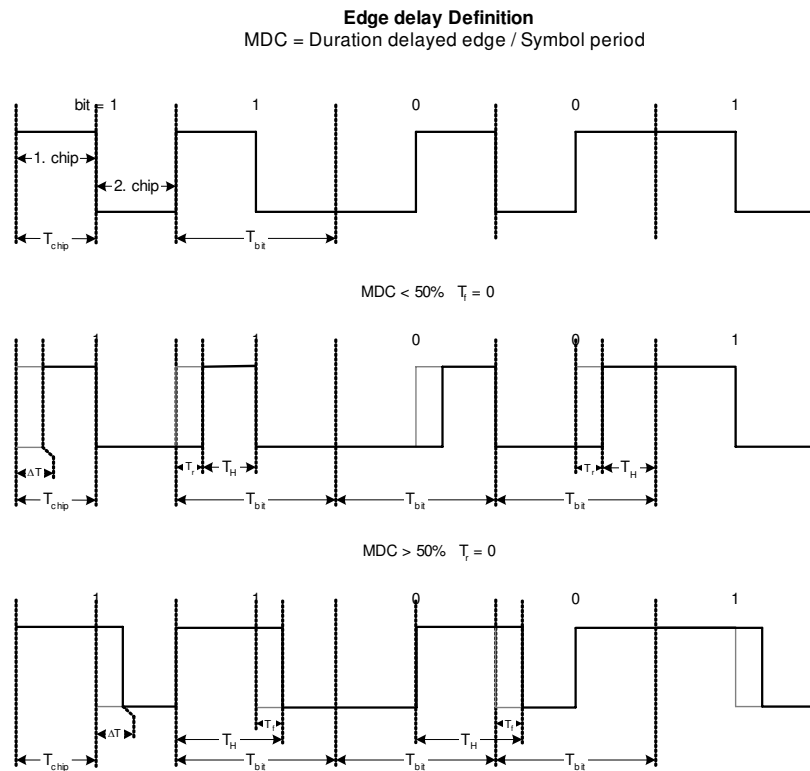 Edge delay Definition
MDC = Duration delayed edge / Symbol period
bit = 1 1 0 0 1
1. chip
2. chip
Tchip Tbit
MDC < 50% Tf = 0
1 1 0 0 1
ΔT Tr TH Tr TH
Tchip Tbit Tbit Tbit
MDC > 50% Tr = 0
1 1 0 0 1
ΔT Tf Tf
TH TH
Tchip Tbit Tbit Tbit